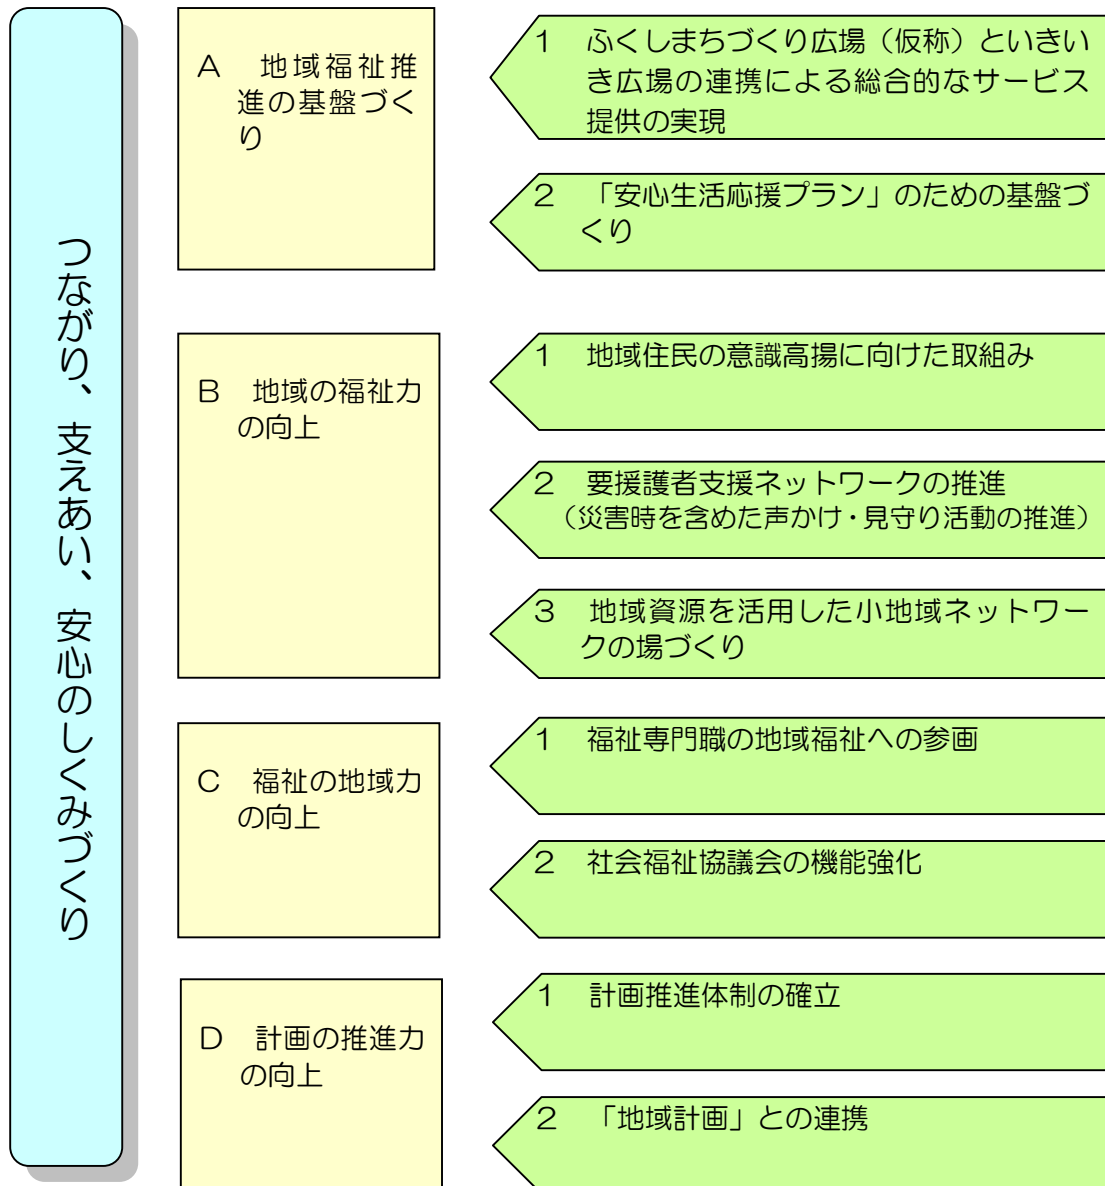 つながり、支えあい、安心のしくみづくり
A　地域福祉推
進の基盤づく
り
1　ふくしまちづくり広場（仮称）といきい
き広場の連携による総合的なサービス
提供の実現
2　「安心生活応援プラン」のための基盤づ
くり
B　地域の福祉力
の向上
1　地域住民の意識高揚に向けた取組み
2　要援護者支援ネットワークの推進
（災害時を含めた声かけ・見守り活動の推進）
3　地域資源を活用した小地域ネットワー
クの場づくり
C　福祉の地域力
の向上
1　福祉専門職の地域福祉への参画
2　社会福祉協議会の機能強化
D　計画の推進力
の向上
1　計画推進体制の確立
2　「地域計画」との連携